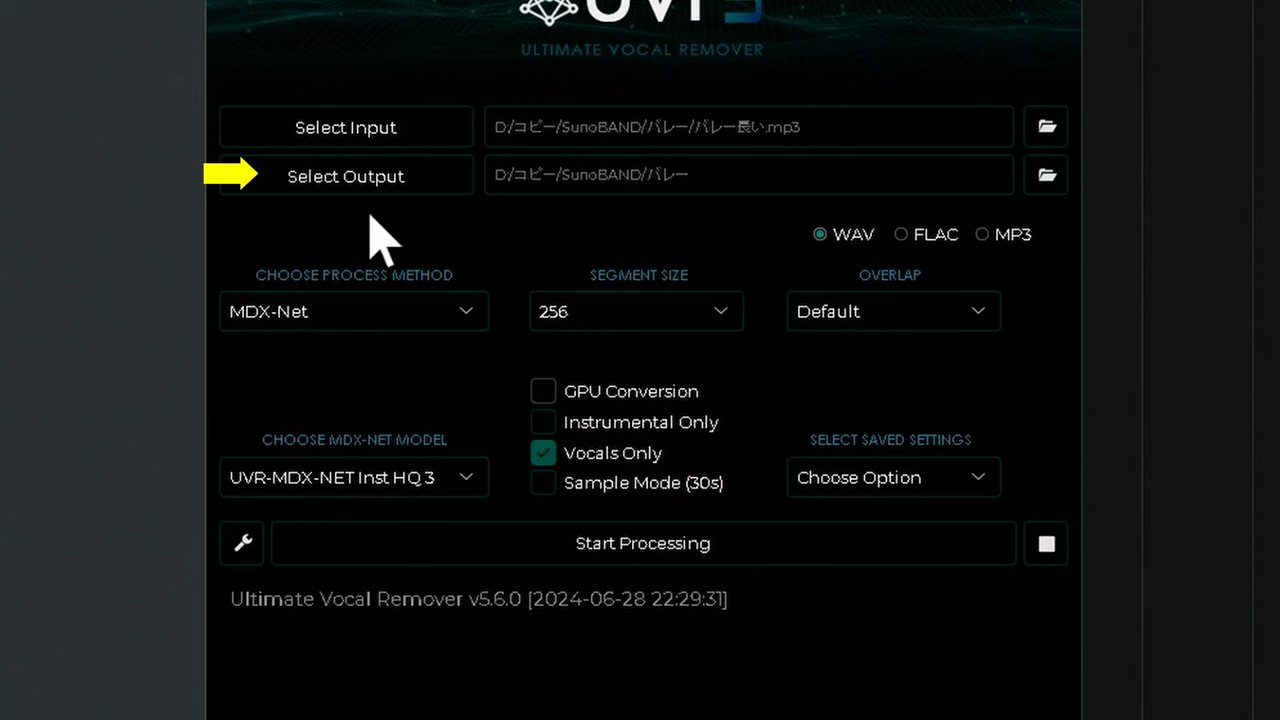 ULTIMATE VOCAL REMOVER
Select Input D/コピー/SunoBAND/バレー/バレー長い.mp3
Select Output D/コピー/SunoBAND/バレー
WAV FLAC MP3
CHOOSE PROCESS METHOD SEGMENT SIZE OVERLAP
MDX-Net 256 Default
GPU Conversion
Instrumental Only
CHOOSE MDX-NET MODEL SELECT SAVED SETTINGS
Vocals Only
UVR-MDX-NET Inst HQ 3 Choose Option
Sample Mode (30s)
Start Processing
Ultimate Vocal Remover v5.6.0 [2024-06-28 22:29:31]